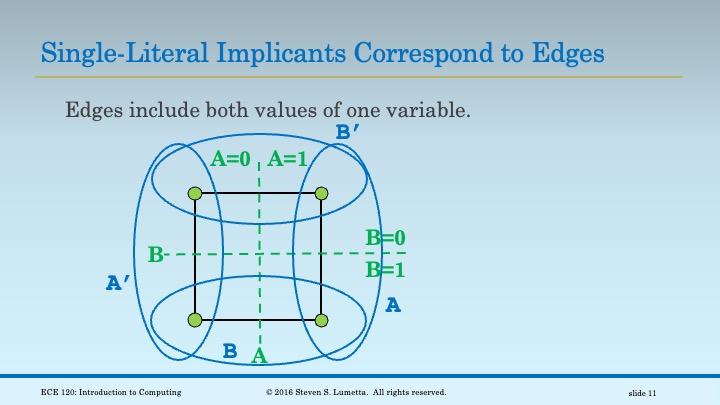 Single-Literal Implicants Correspond to Edges
Edges include both values of one variable.
B′
A=0 A=1
B=0
B
B=1
A′
A
B
A
ECE 120: Introduction to Computing © 2016 Steven S. Lumetta. All rights reserved. slide 11